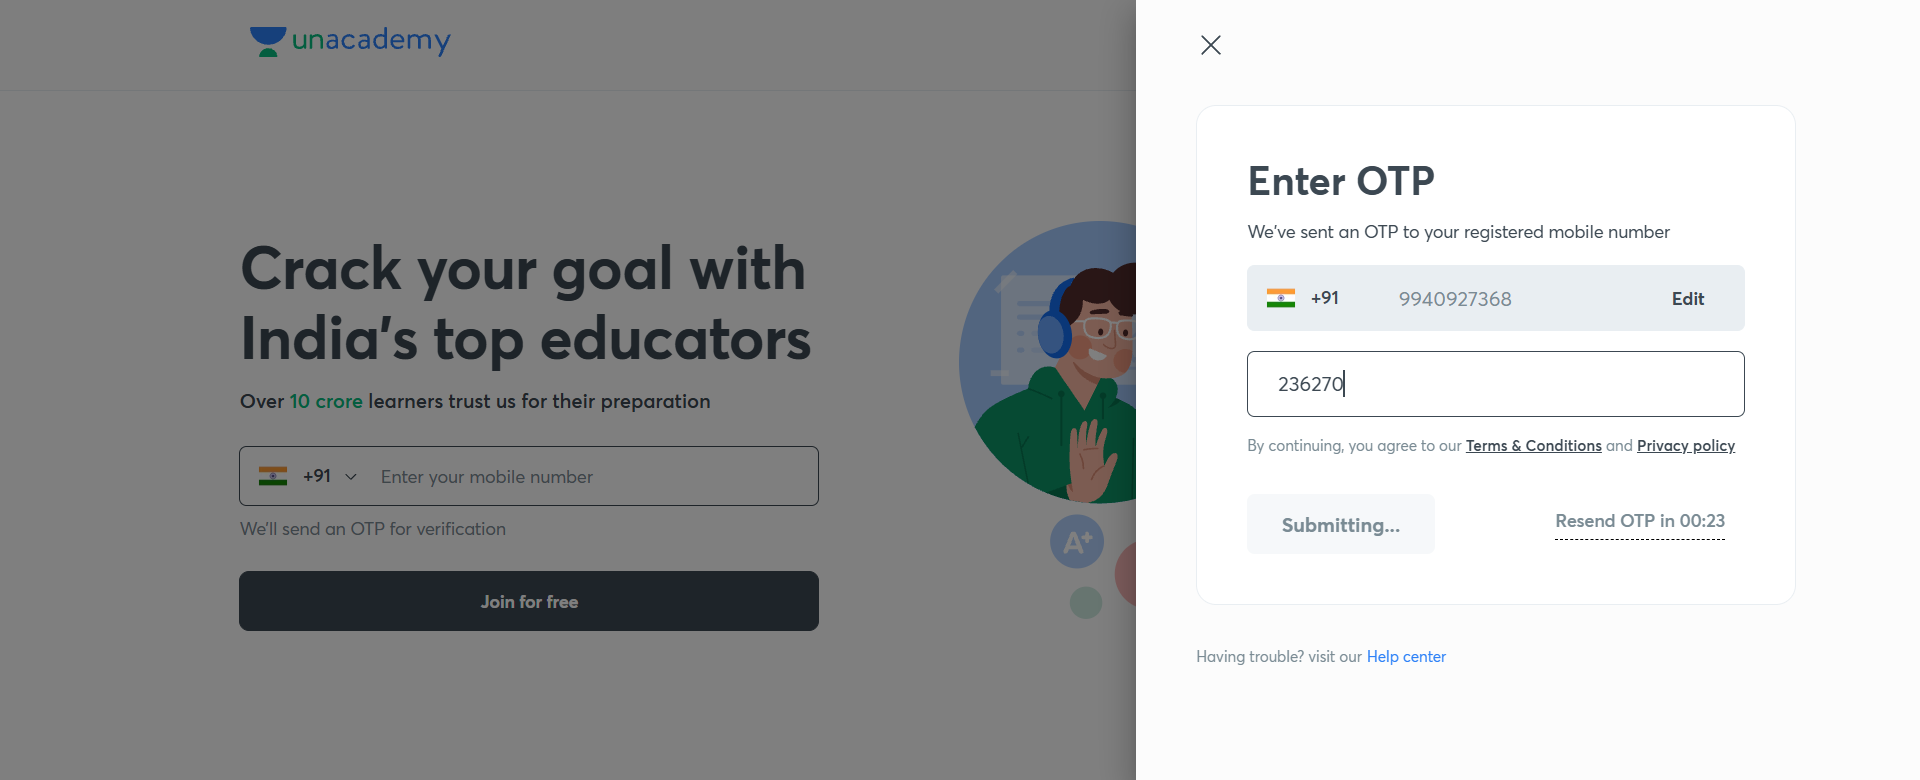 unacademy
Crack your goal with
India's top educators
Over 10 crore learners trust us for their preparation
+91 Enter your mobile number
We'll send an OTP for verification
Join for free
A+
Enter OTP
We've sent an OTP to your registered mobile number
+91 9940927368 Edit
236270
By continuing, you agree to our Terms & Conditions and Privacy policy
Submitting... Resend OTP in 00:23
Having trouble? visit our Help center